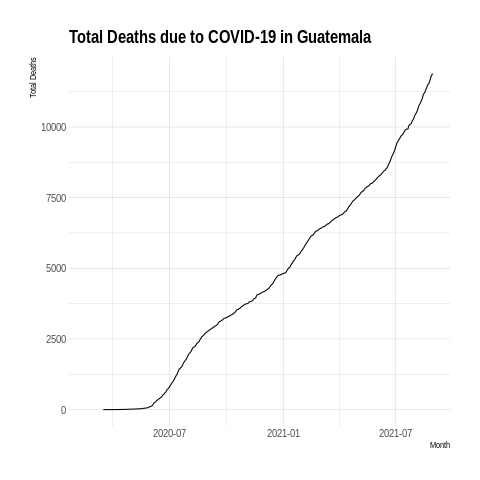 Total Deaths due to COVID-19 in Guatemala
Total Deaths
10000
7500
5000
2500
0
2020-07
2021-01
2021-07
Month